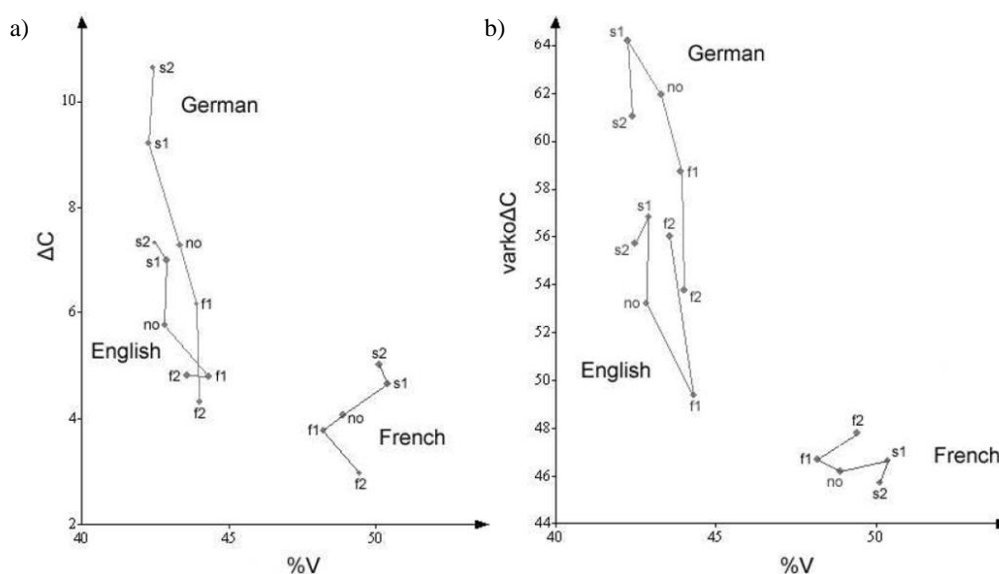 a)
ΔC
10
8
6
4
2
40
45
50
%V
German
s2
s1
no
f1
f2
English
s2
s1
no
f2
f1
French
s2
s1
no
f1
f2
b)
varkoΔC
64
62
60
58
56
54
52
50
48
46
44
40
45
50
%V
German
s1
no
s2
f1
f2
English
s1
f2
s2
no
f1
French
f2
f1
s1
no
s2